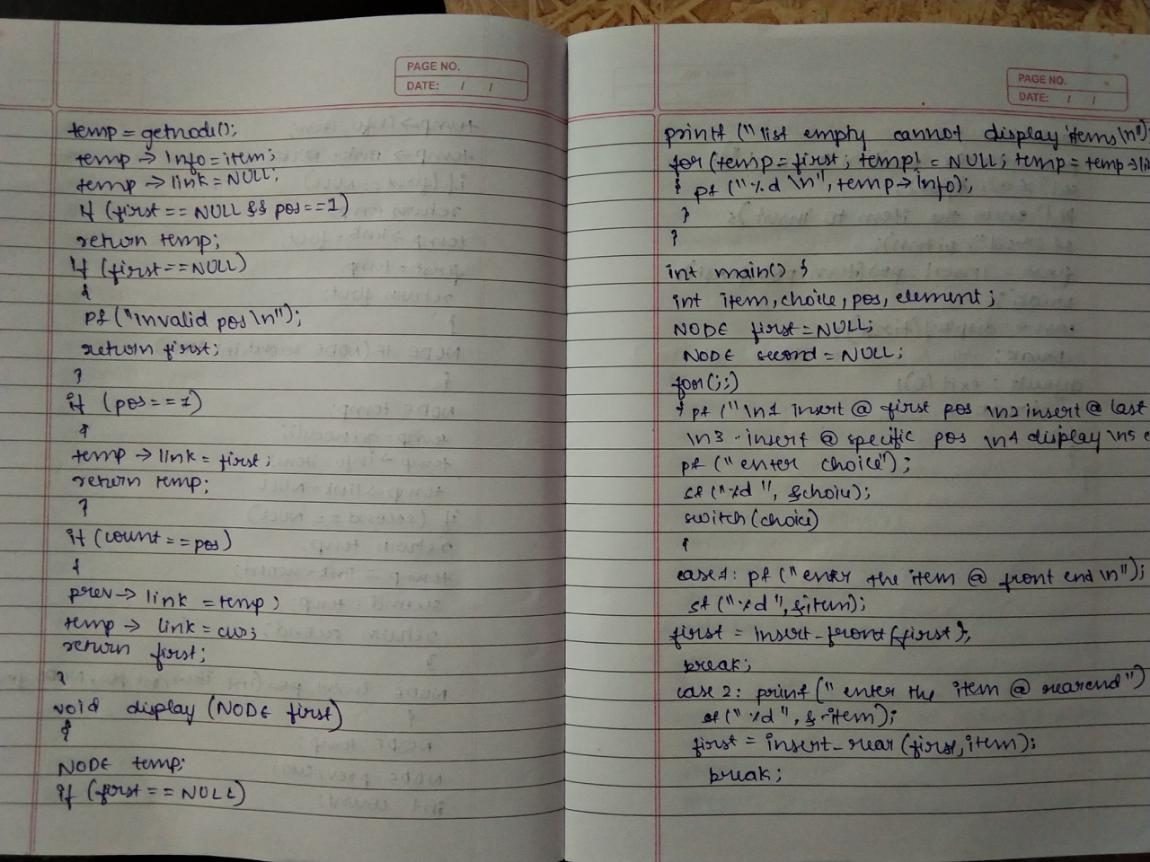 PAGE NO.
DATE: / /
temp = getnode();
temp → info = item;
temp → link = NULL;
if (first == NULL && pos==1)
return temp;
if (first==NULL)
{
pf ("invalid pos \n");
return first;
}
if (pos==1)
{
temp → link = first;
return temp;
}
if (count==pos)
{
prev → link = temp;
temp → link = cur;
return first;
}
void display (NODE first)
{
NODE temp;
if (first == NULL)
PAGE NO.
DATE: / /
printf ("list empty cannot display items \n")
for (temp=first; temp! = NULL; temp = temp → li
{ pf ("%d \n", temp → info);
}
}
int main() {
int item, choice, pos, element;
NODE first = NULL;
NODE second = NULL;
for(;;)
{ pf ("\n1 insert @ first pos \n2 insert @ last
\n3 - insert @ specific pos \n4 display \n5 e
pf ("enter choice");
sf ("%d", &choice);
switch (choice)
{
case 1: pf ("enter the item @ front end \n");
sf ("%d", &item);
first = insert_front(first);
break;
case 2: printf (" enter the item @ rearend")
sf ("%d", &item);
first = insert_rear (first, item);
break;